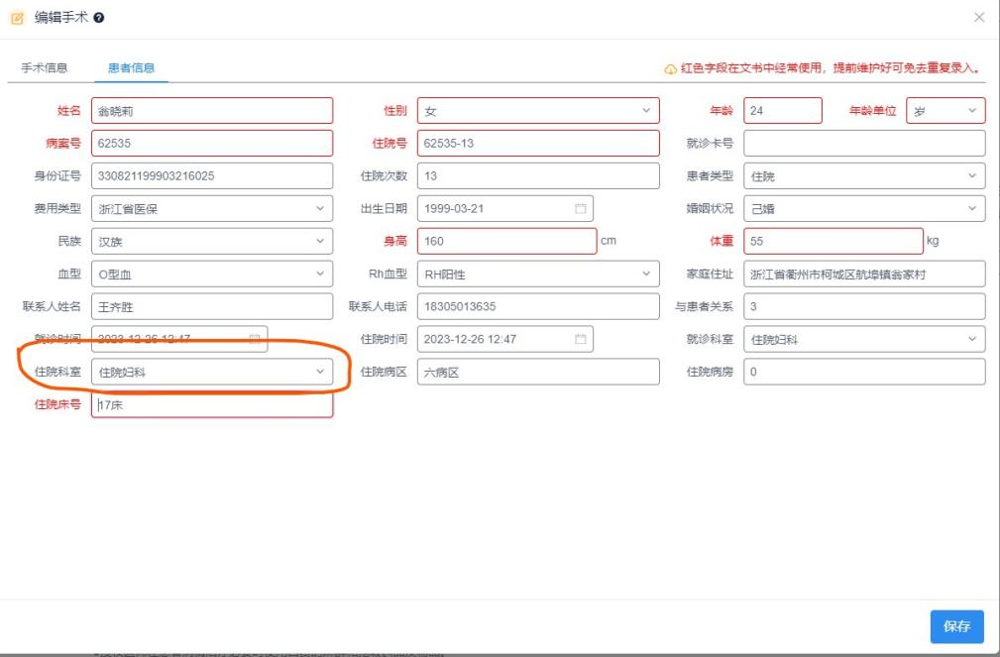 编辑手术
手术信息 患者信息 红色字段在文书中经常使用，提前维护好可免去重复录入。
姓名 翁晓莉 性别 女 年龄 24 年龄单位 岁
病案号 62535 住院号 62535-13 就诊卡号
身份证号 330821199903216025 住院次数 13 患者类型 住院
费用类型 浙江省医保 出生日期 1999-03-21 婚姻状况 己婚
民族 汉族 身高 160 cm 体重 55 kg
血型 O型血 Rh血型 RH阳性 家庭住址 浙江省衢州市柯城区航埠镇翁家村
联系人姓名 王齐胜 联系人电话 18305013635 与患者关系 3
就诊时间 2023-12-26 12:47 住院时间 2023-12-26 12:47 就诊科室 住院妇科
住院科室 住院妇科 住院病区 六病区 住院病房 0
住院床号 17床
保存